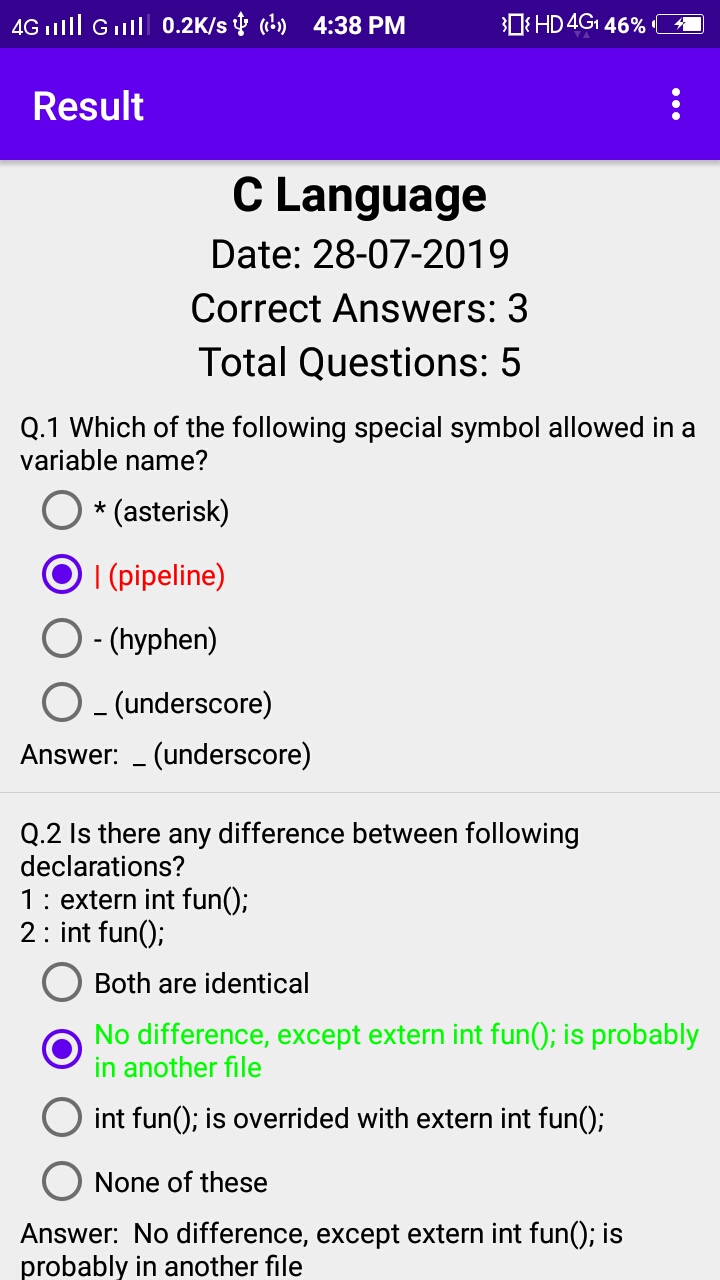 4G G 0.2K/s 4:38 PM HD 4G1 46%
Result
C Language
Date: 28-07-2019
Correct Answers: 3
Total Questions: 5
Q.1 Which of the following special symbol allowed in a
variable name?
* (asterisk)
| (pipeline)
- (hyphen)
_ (underscore)
Answer: _ (underscore)
Q.2 Is there any difference between following
declarations?
1 : extern int fun();
2 : int fun();
Both are identical
No difference, except extern int fun(); is probably
in another file
int fun(); is overrided with extern int fun();
None of these
Answer: No difference, except extern int fun(); is
probably in another file